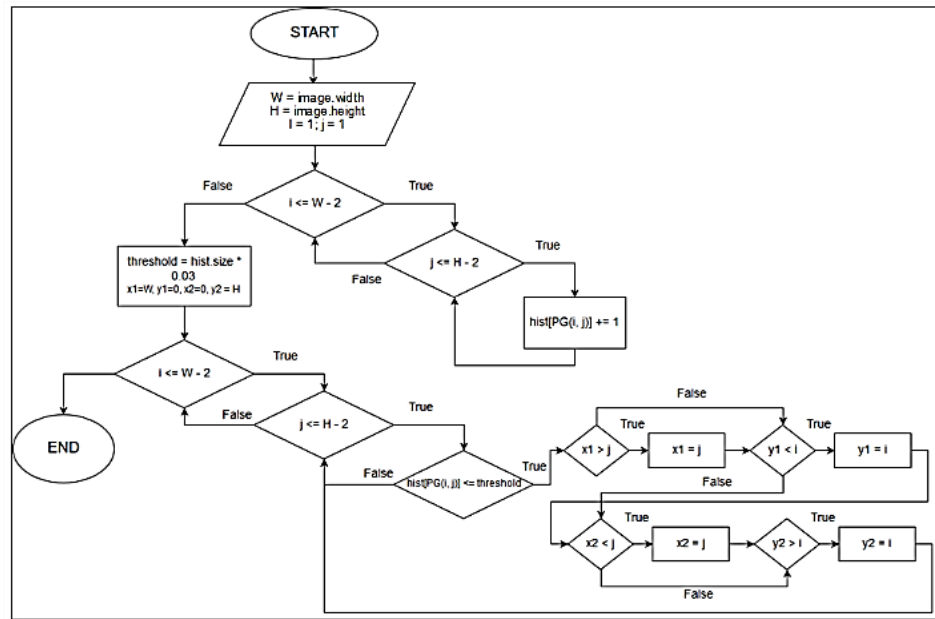 START
W = image.width
H = image.height
I = 1; j = 1
False
True
i <= W - 2
True
j <= H - 2
False
threshold = hist.size *
0.03
x1=W, y1=0, x2=0, y2 = H
hist[PG(i, j)] += 1
True
i <= W - 2
False
True
j <= H - 2
END
False
True
hist[PG(i, j)] <= threshold
False
True
x1 > j
x1 = j
True
y1 < i
y1 = i
False
True
True
x2 < j
x2 = j
y2 > i
y2 = i
False